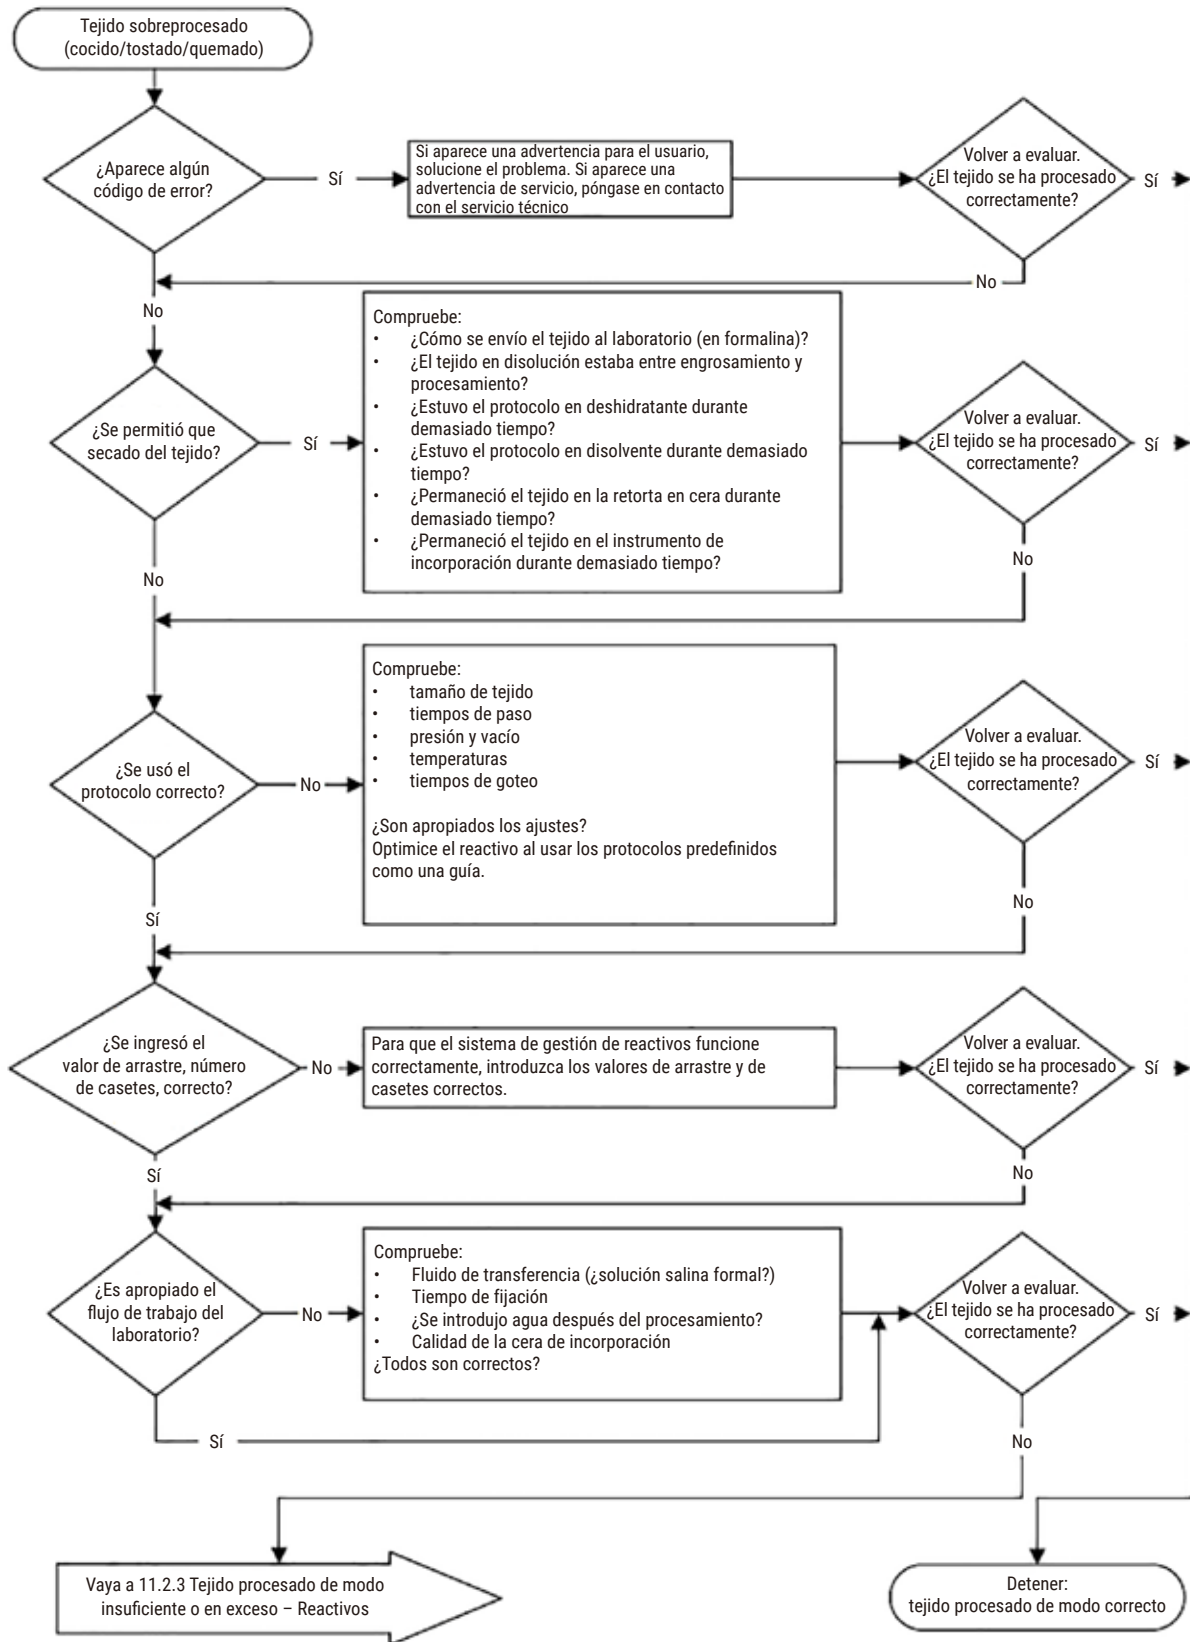 Tejido sobreprocesado
(cocido/tostado/quemado)
¿Aparece algún
código de error?
Sí
Si aparece una advertencia para el usuario,
solucione el problema. Si aparece una
advertencia de servicio, póngase en contacto
con el servicio técnico
Volver a evaluar.
¿El tejido se ha procesado
correctamente?
Sí
No
No
¿Se permitió que
secado del tejido?
Sí
Compruebe:
• ¿Cómo se envío el tejido al laboratorio (en formalina)?
• ¿El tejido en disolución estaba entre engrosamiento y
procesamiento?
• ¿Estuvo el protocolo en deshidratante durante
demasiado tiempo?
• ¿Estuvo el protocolo en disolvente durante demasiado
tiempo?
• ¿Permaneció el tejido en la retorta en cera durante
demasiado tiempo?
• ¿Permaneció el tejido en el instrumento de
incorporación durante demasiado tiempo?
Volver a evaluar.
¿El tejido se ha procesado
correctamente?
Sí
No
No
¿Se usó el
protocolo correcto?
No
Compruebe:
• tamaño de tejido
• tiempos de paso
• presión y vacío
• temperaturas
• tiempos de goteo
¿Son apropiados los ajustes?
Optimice el reactivo al usar los protocolos predefinidos
como una guía.
Volver a evaluar.
¿El tejido se ha procesado
correctamente?
Sí
No
Sí
¿Se ingresó el
valor de arrastre, número
de casetes, correcto?
No
Para que el sistema de gestión de reactivos funcione
correctamente, introduzca los valores de arrastre y de
casetes correctos.
Volver a evaluar.
¿El tejido se ha procesado
correctamente?
Sí
No
Sí
¿Es apropiado el
flujo de trabajo del
laboratorio?
No
Compruebe:
• Fluido de transferencia (¿solución salina formal?)
• Tiempo de fijación
• ¿Se introdujo agua después del procesamiento?
• Calidad de la cera de incorporación
¿Todos son correctos?
Volver a evaluar.
¿El tejido se ha procesado
correctamente?
Sí
Sí
No
Vaya a 11.2.3 Tejido procesado de modo
insuficiente o en exceso – Reactivos
Detener:
tejido procesado de modo correcto